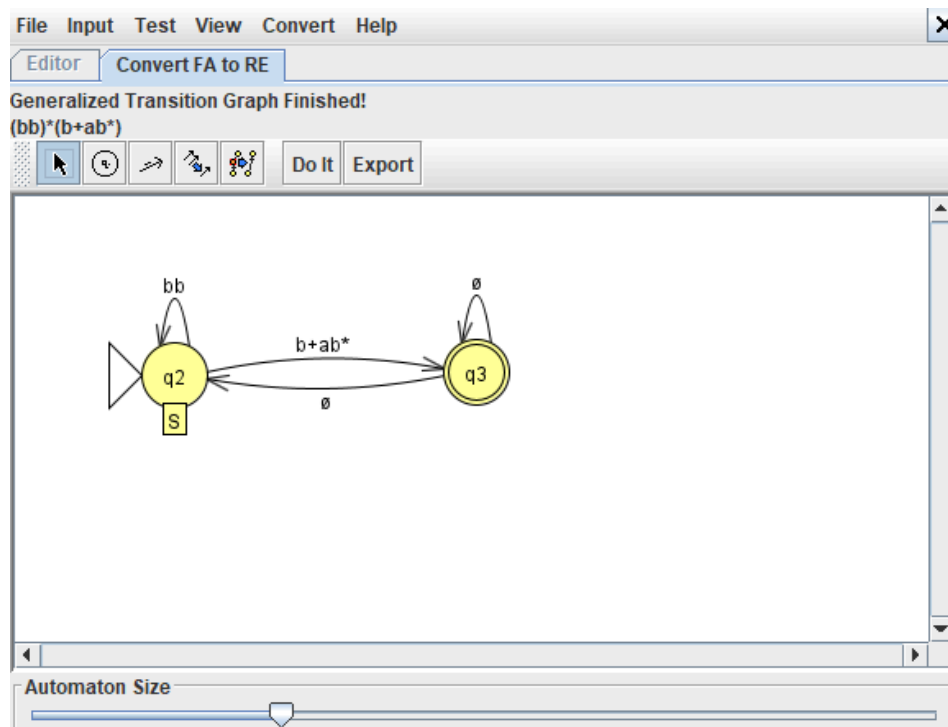 File Input Test View Convert Help
Editor Convert FA to RE
Generalized Transition Graph Finished!
(bb)*(b+ab*)
Do It Export
bb
ø
b+ab*
q2
q3
ø
S
Automaton Size